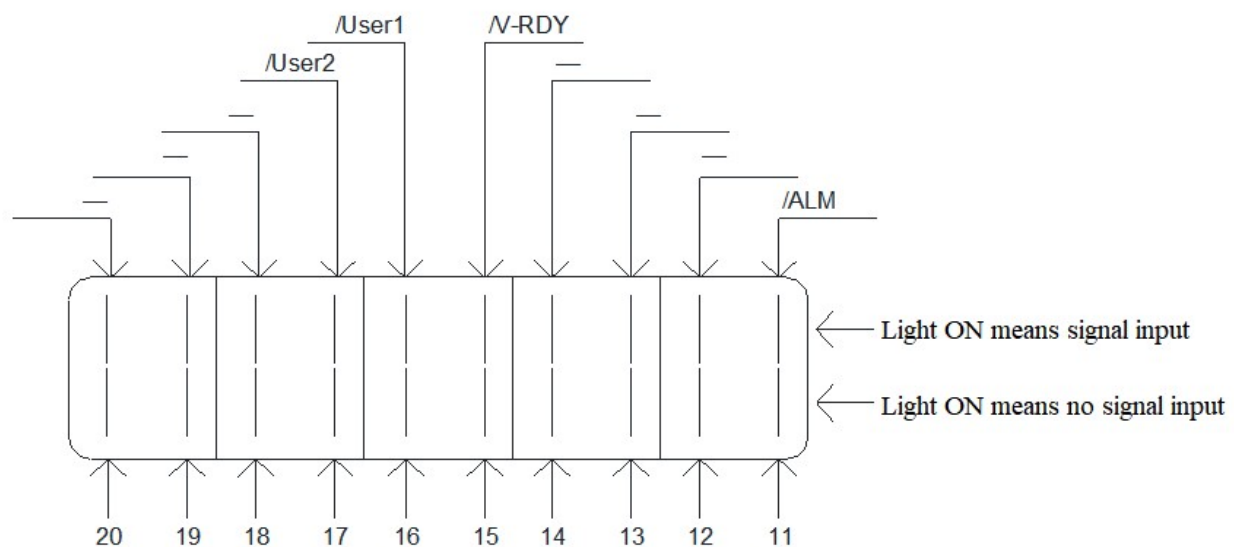 /User1
/V-RDY
/User2
—
—
—
—
—
—
/ALM
Light ON means signal input
Light ON means no signal input
20 19 18 17 16 15 14 13 12 11